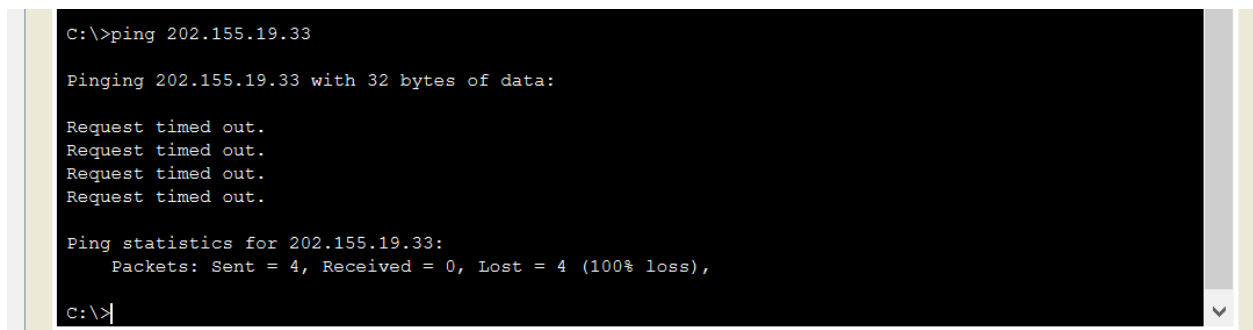 C:\>ping 202.155.19.33
Pinging 202.155.19.33 with 32 bytes of data:
Request timed out.
Request timed out.
Request timed out.
Request timed out.
Ping statistics for 202.155.19.33:
    Packets: Sent = 4, Received = 0, Lost = 4 (100% loss),
C:\>